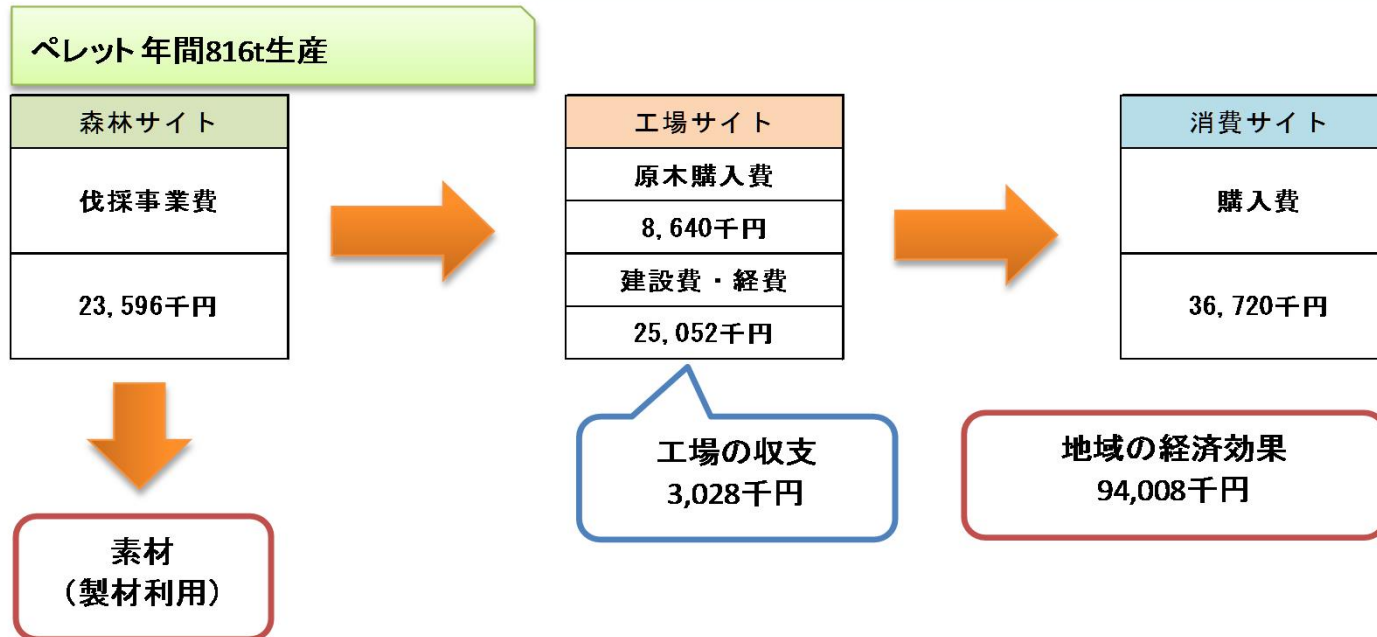 ペレット 年間816t生産
森林サイト
伐採事業費
23,596千円
工場サイト
原木購入費
8,640千円
建設費・経費
25,052千円
消費サイト
購入費
36,720千円
工場の収支
3,028千円
地域の経済効果
94,008千円
素材
（製材利用）